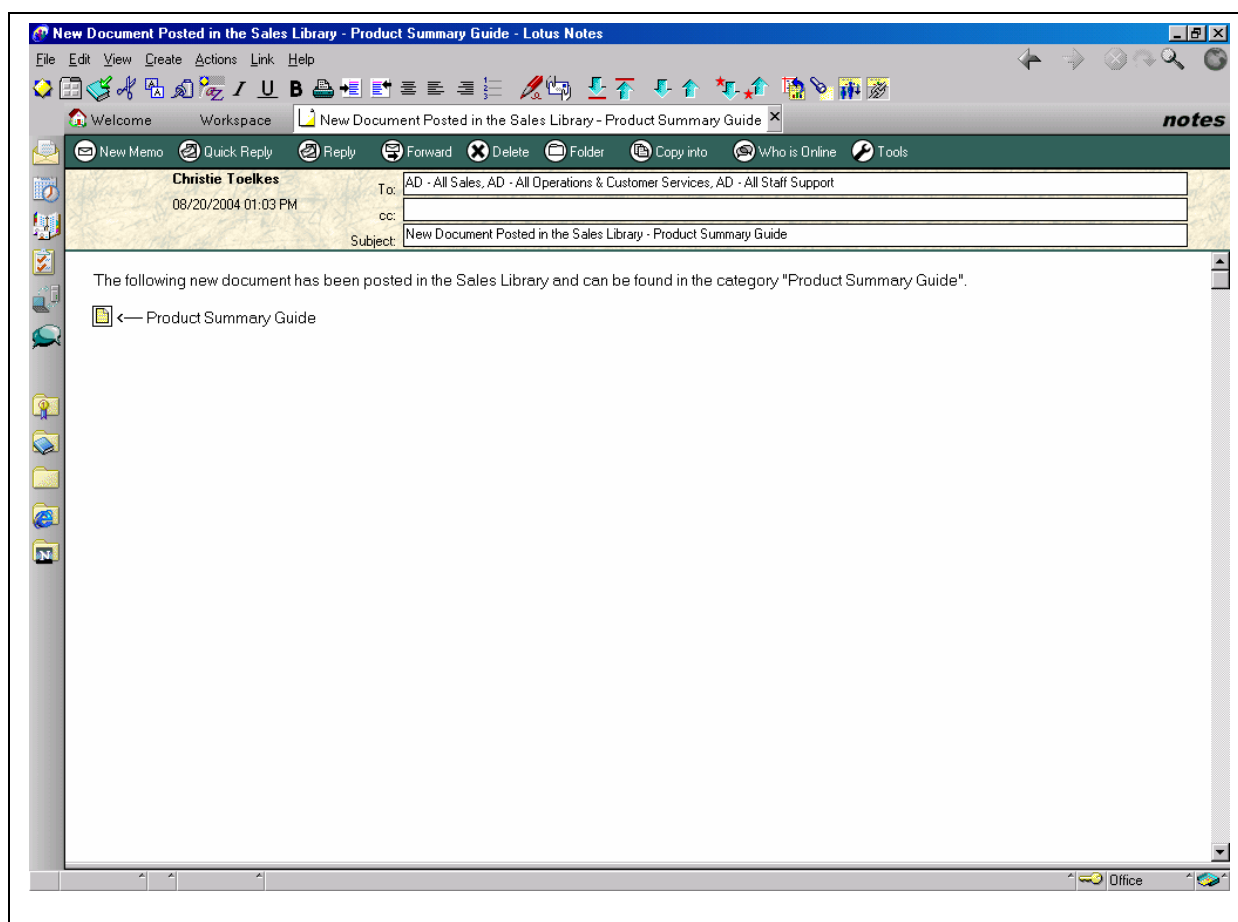 New Document Posted in the Sales Library - Product Summary Guide - Lotus Notes
File Edit View Create Actions Link Help
I U B
Welcome Workspace New Document Posted in the Sales Library - Product Summary Guide notes
New Memo Quick Reply Reply Forward Delete Folder Copy into Who is Online Tools
Christie Toelkes
08/20/2004 01:03 PM
To: AD - All Sales, AD - All Operations & Customer Services, AD - All Staff Support
cc:
Subject: New Document Posted in the Sales Library - Product Summary Guide
The following new document has been posted in the Sales Library and can be found in the category "Product Summary Guide".
<— Product Summary Guide
N
Office